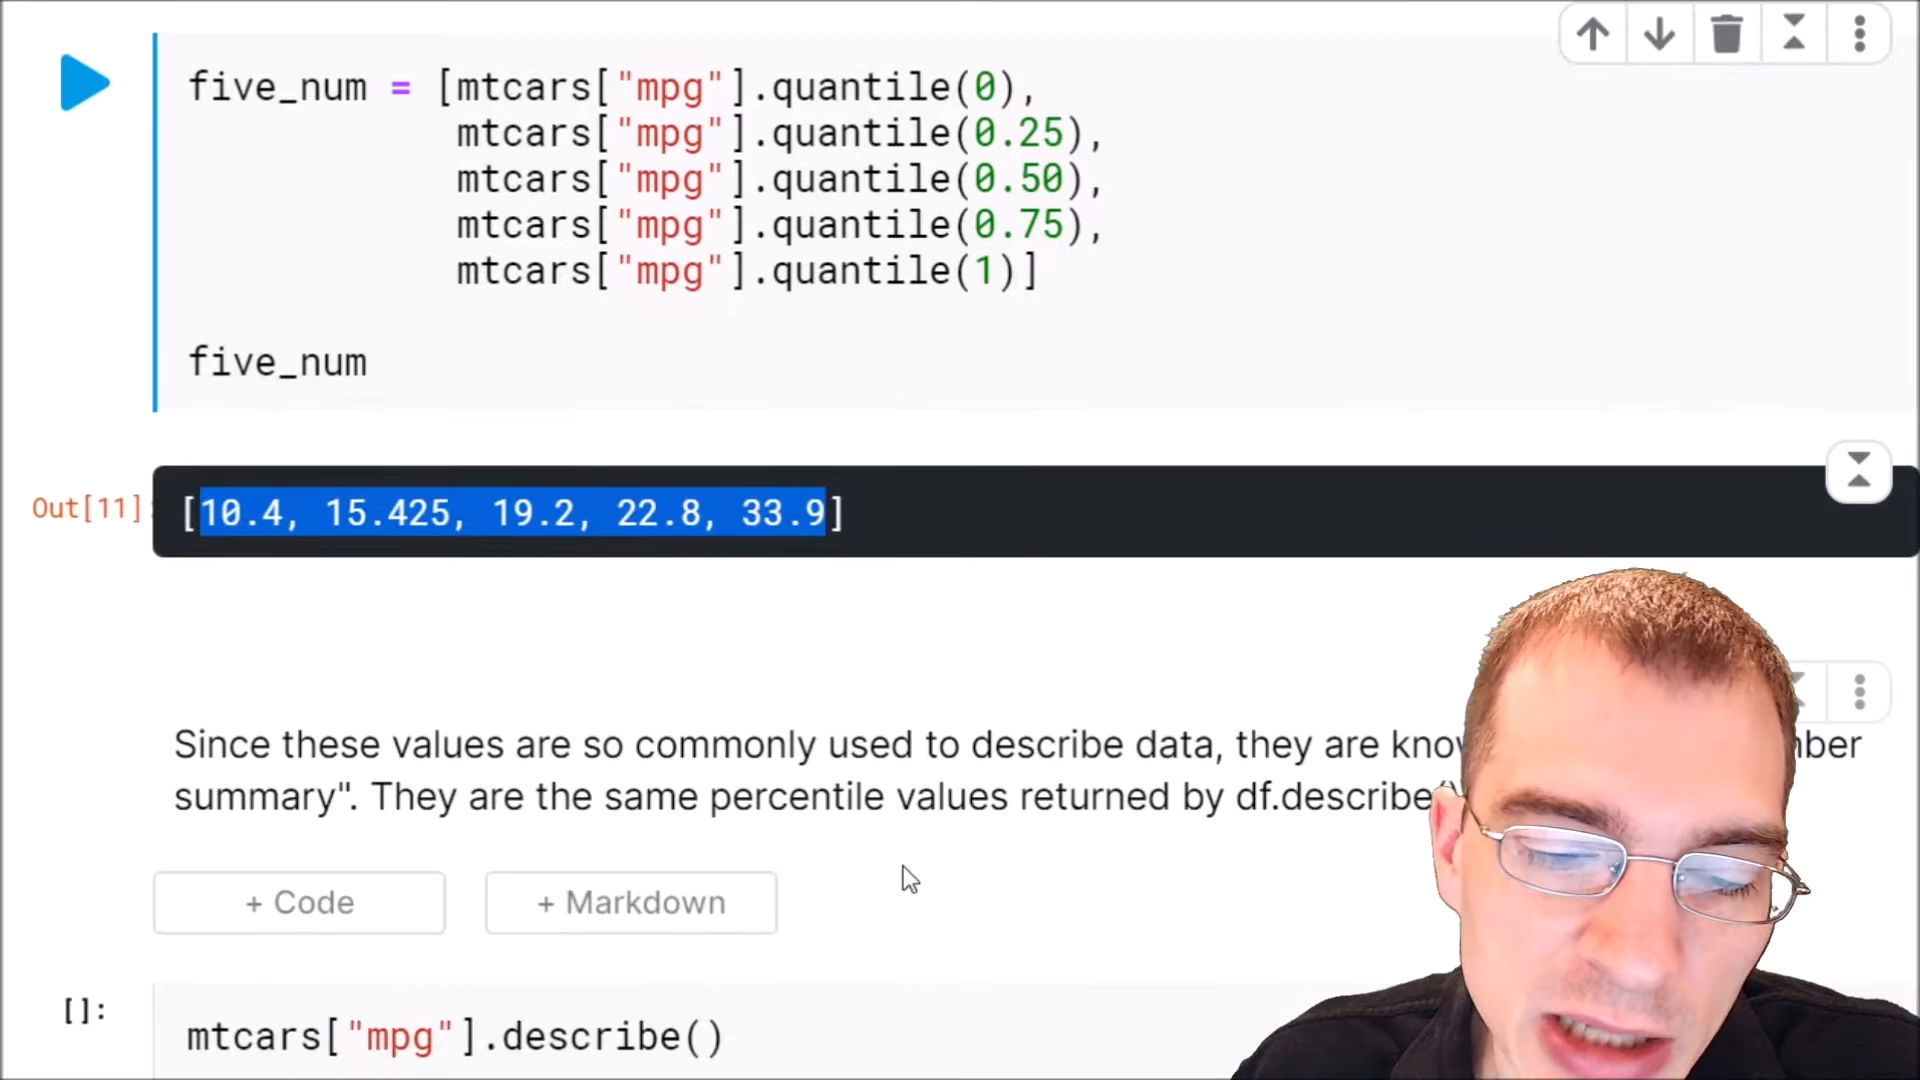 five_num = [mtcars["mpg"].quantile(0),
mtcars["mpg"].quantile(0.25),
mtcars["mpg"].quantile(0.50),
mtcars["mpg"].quantile(0.75),
mtcars["mpg"].quantile(1)]
five_num
Out[11]:
[10.4, 15.425, 19.2, 22.8, 33.9]
Since these values are so commonly used to describe data, they are
summary". They are the same percentile values returned by df.describe()
+ Code
+ Markdown
[]:
mtcars["mpg"].describe()